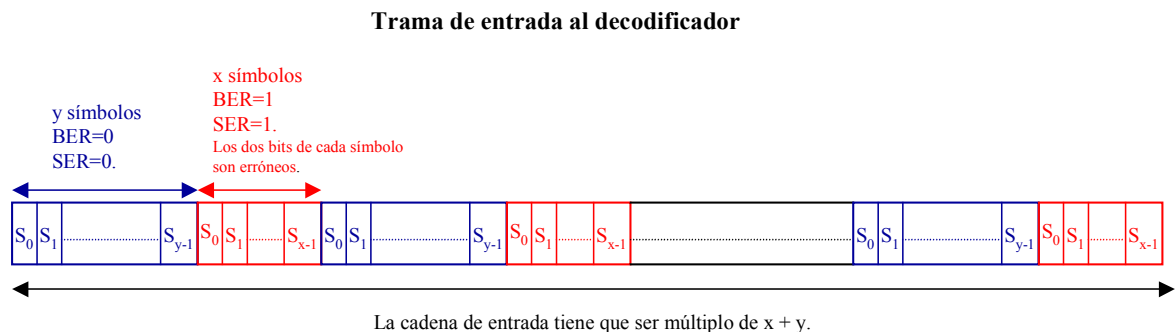 Trama de entrada al decodificador
x símbolos
BER=1
SER=1.
Los dos bits de cada símbolo
son erróneos.
y símbolos
BER=0
SER=0.
S0 S1 ........ Sy-1 S0 S1 ........ Sx-1 S0 S1 ........ Sy-1 S0 S1 ........ Sx-1 ........ S0 S1 ........ Sy-1 S0 S1 ........ Sx-1
La cadena de entrada tiene que ser múltiplo de x + y.